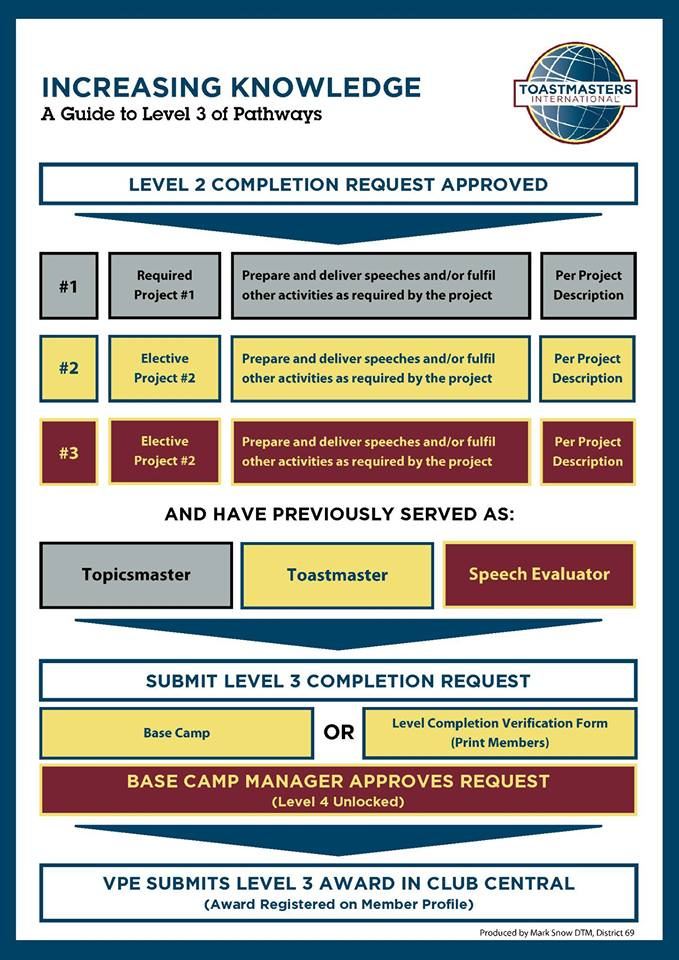 INCREASING KNOWLEDGE
A Guide to Level 3 of Pathways
TOASTMASTERS
INTERNATIONAL
LEVEL 2 COMPLETION REQUEST APPROVED
#1
Required
Project #1
Prepare and deliver speeches and/or fulfil
other activities as required by the project
Per Project
Description
#2
Elective
Project #2
Prepare and deliver speeches and/or fulfil
other activities as required by the project
Per Project
Description
#3
Elective
Project #2
Prepare and deliver speeches and/or fulfil
other activities as required by the project
Per Project
Description
AND HAVE PREVIOUSLY SERVED AS:
Topicsmaster
Toastmaster
Speech Evaluator
SUBMIT LEVEL 3 COMPLETION REQUEST
Base Camp
OR
Level Completion Verification Form
(Print Members)
BASE CAMP MANAGER APPROVES REQUEST
(Level 4 Unlocked)
VPE SUBMITS LEVEL 3 AWARD IN CLUB CENTRAL
(Award Registered on Member Profile)
Produced by Mark Snow DTM, District 69